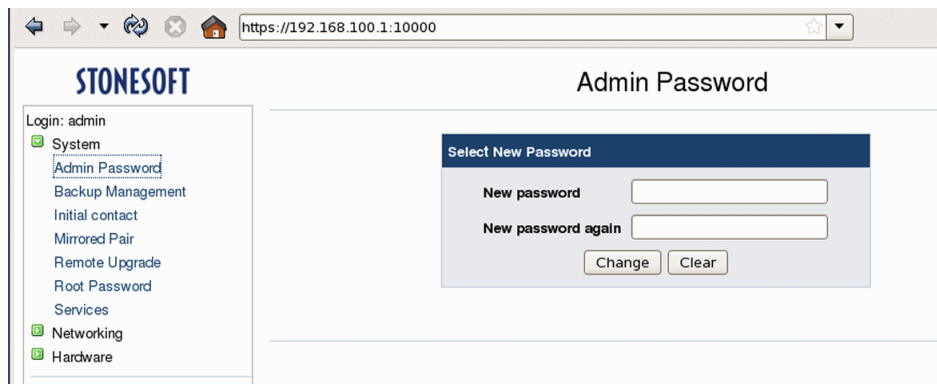 https://192.168.100.1:10000
STONESOFT
Login: admin
System
Admin Password
Backup Management
Initial contact
Mirrored Pair
Remote Upgrade
Root Password
Services
Networking
Hardware
Admin Password
Select New Password
New password
New password again
Change Clear